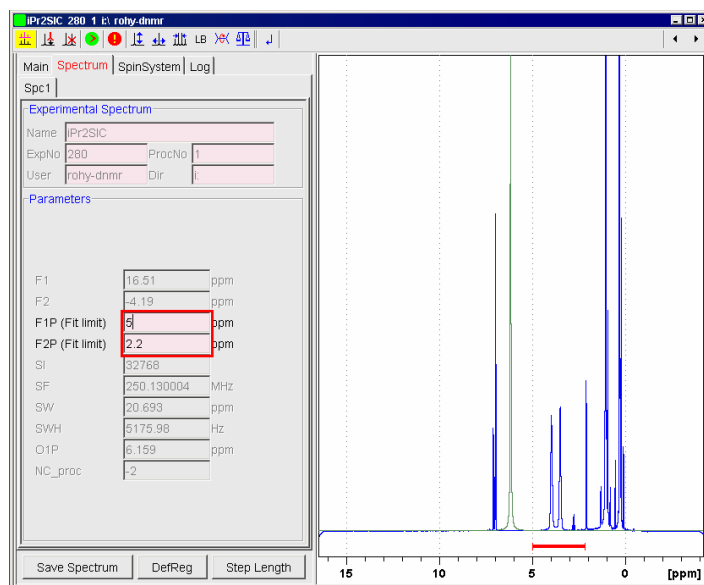 iPr2SIC 280 1 i:\ rohy-dnmr
LB
Main Spectrum SpinSystem Log
Spc1
Experimental Spectrum
Name iPr2SIC
ExpNo 280 ProcNo 1
User rohy-dnmr Dir i:
Parameters
F1 16.51 ppm
F2 -4.19 ppm
F1P (Fit limit) 5 ppm
F2P (Fit limit) 2.2 ppm
SI 32768
SF 250.130004 MHz
SW 20.693 ppm
SWH 5175.98 Hz
O1P 6.159 ppm
NC_proc -2
Save Spectrum DefReg Step Length
15 10 5 0 [ppm]